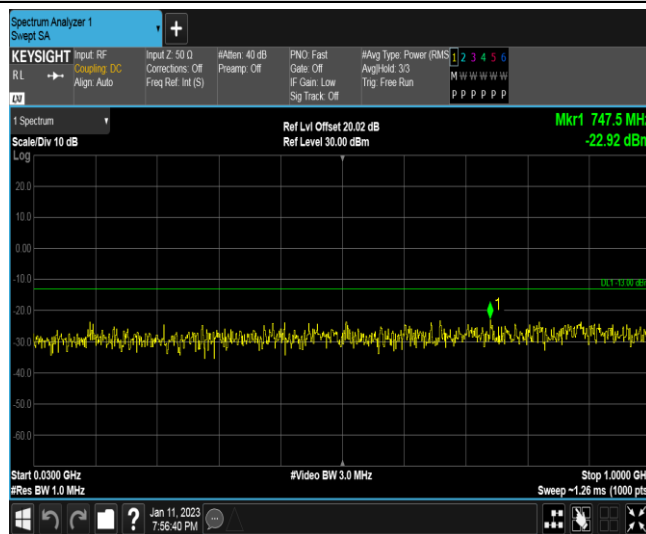 Spectrum Analyzer 1
Swept SA
+
KEYSIGHT
RL
LXI
Input: RF
Coupling: DC
Align: Auto
Input Z: 50 Ω
Corrections: Off
Freq Ref: Int (S)
#Atten: 40 dB
Preamp: Off
PNO: Fast
Gate: Off
IF Gain: Low
Sig Track: Off
#Avg Type: Power (RMS
Avg|Hold: 3/3
Trig: Free Run
1 2 3 4 5 6
M W W W W W
P P P P P P
1 Spectrum
Scale/Div 10 dB
Log
Ref Lvl Offset 20.02 dB
Ref Level 30.00 dBm
Mkr1 747.5 MHz
-22.92 dBm
20.0
10.0
0.00
-10.0
DL1 -13.00 dBm
-20.0
1
-30.0
-40.0
-50.0
-60.0
Start 0.0300 GHz
#Res BW 1.0 MHz
#Video BW 3.0 MHz
Stop 1.0000 GH
Sweep ~1.26 ms (1000 pts
?
Jan 11, 2023
7:56:40 PM